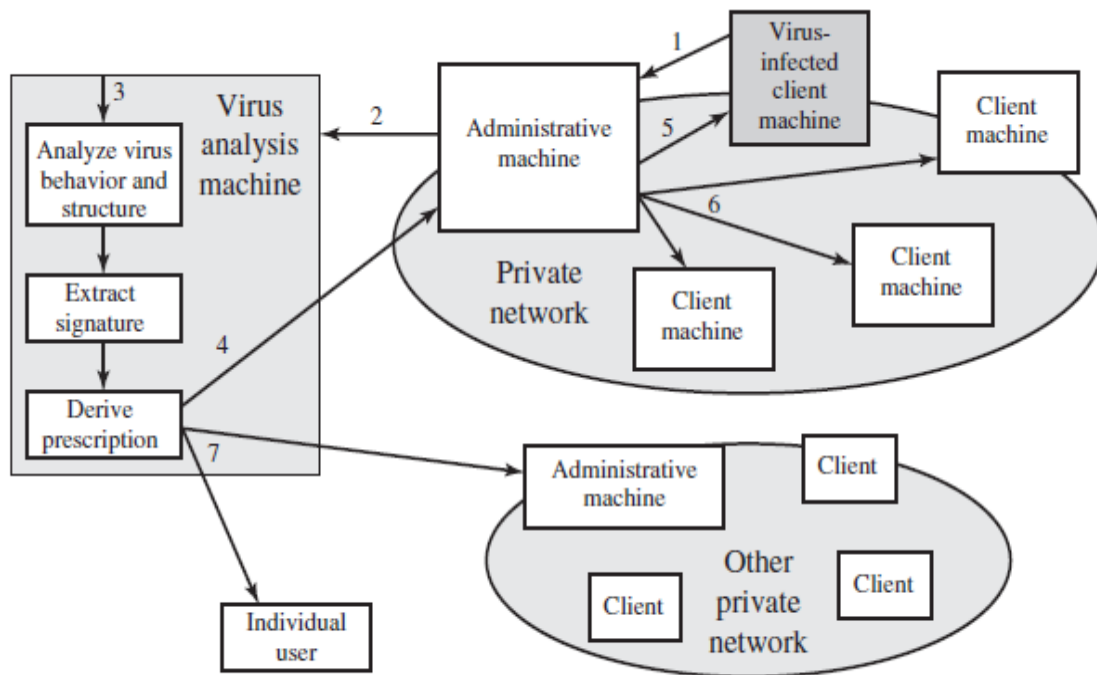 1
Virus-
infected
client
machine
3
Virus
analysis
machine
2
Administrative
machine
5
Client
machine
Analyze virus
behavior and
structure
6
Client
machine
Private
network
Client
machine
Extract
signature
4
Derive
prescription
7
Administrative
machine
Client
Other
private
network
Client
Client
Individual
user